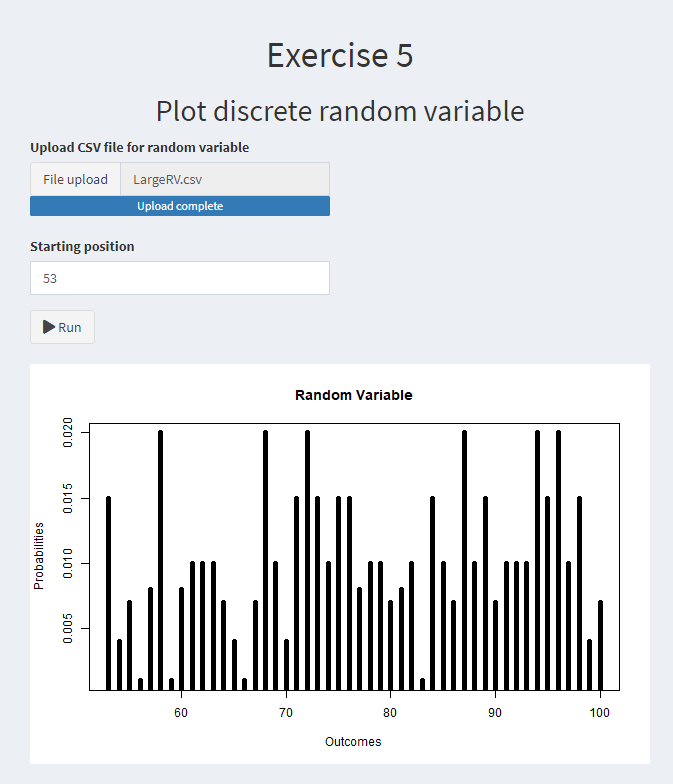 Exercise 5
Plot discrete random variable
Upload CSV file for random variable
File upload LargeRV.csv
Upload complete
Starting position
53
Run
Random Variable
0.020
0.015
0.010
0.005
Probabilities
60 70 80 90 100
Outcomes